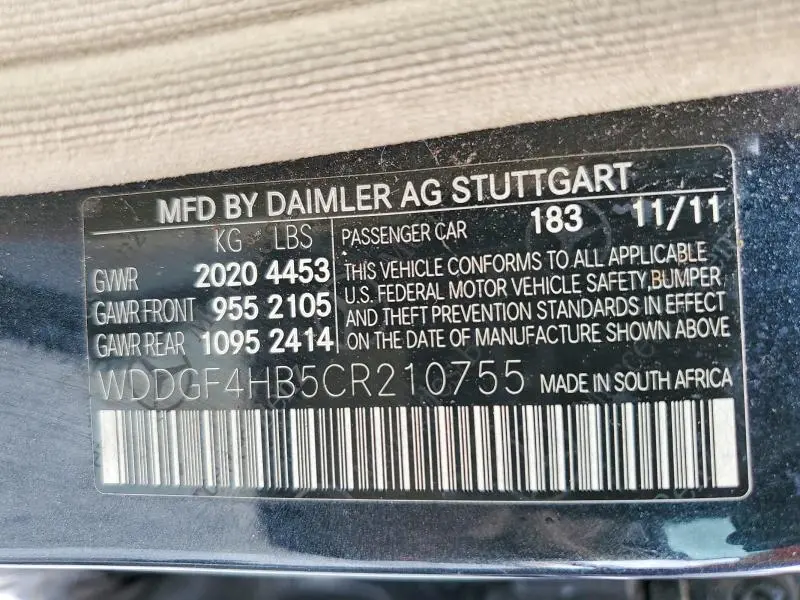 MFD BY DAIMLER AG STUTTGART
KG LBS
GVWR 2020 4453
GAWR FRONT 955 2105
GAWR REAR 1095 2414
PASSENGER CAR 183 11/11
THIS VEHICLE CONFORMS TO ALL APPLICABLE
U.S. FEDERAL MOTOR VEHICLE SAFETY,BUMPER
AND THEFT PREVENTION STANDARDS IN EFFECT
ON THE DATE OF MANUFACTURE SHOWN ABOVE
WDDGF4HB5CR210755 MADE IN SOUTH AFRICA